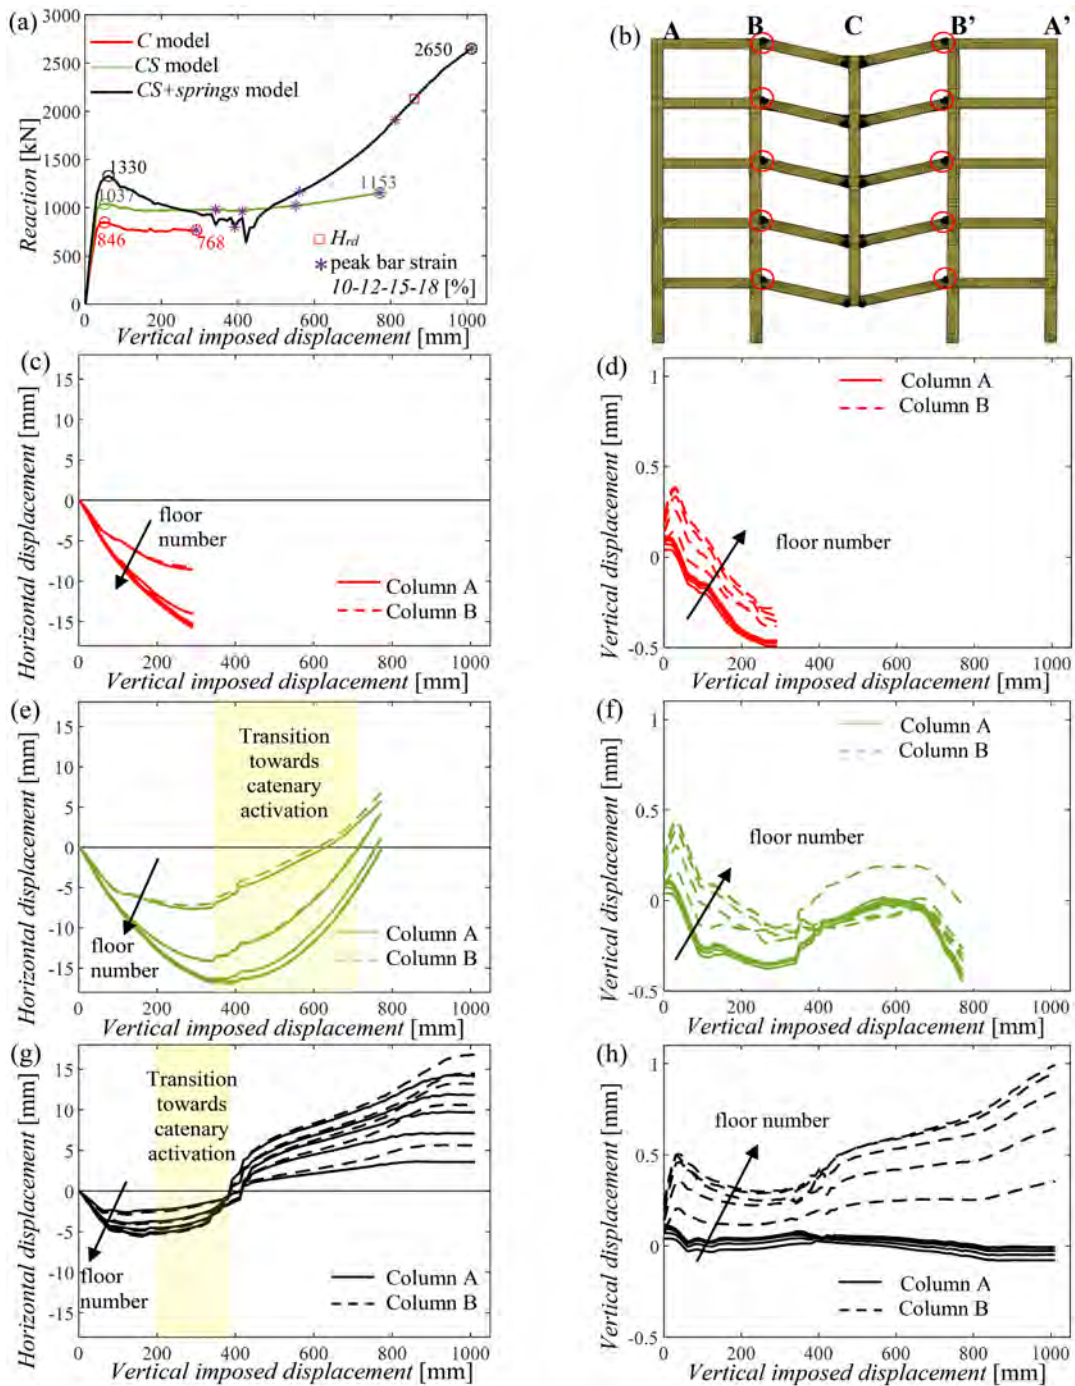 (a)
3000
2500
2000
1500
1000
500
0
Reaction [kN]
C model
CS model
CS+springs model
2650
1330
1037
846
768
1153
H_rd
peak bar strain
10-12-15-18 [%]
0 200 400 600 800 1000
Vertical imposed displacement [mm]
(b)
A B C B’ A’
(c)
15
10
5
0
-5
-10
-15
Horizontal displacement [mm]
floor
number
Column A
Column B
0 200 400 600 800 1000
Vertical imposed displacement [mm]
(d)
1
0.5
0
-0.5
Vertical displacement [mm]
Column A
Column B
floor number
0 200 400 600 800 1000
Vertical imposed displacement [mm]
(e)
15
10
5
0
-5
-10
-15
Horizontal displacement [mm]
Transition
towards
catenary
activation
floor
number
Column A
Column B
0 200 400 600 800 1000
Vertical imposed displacement [mm]
(f)
1
0.5
0
-0.5
Vertical displacement [mm]
Column A
Column B
floor number
0 200 400 600 800 1000
Vertical imposed displacement [mm]
(g)
15
10
5
0
-5
-10
-15
Horizontal displacement [mm]
Transition
towards
catenary
activation
floor
number
Column A
Column B
0 200 400 600 800 1000
Vertical imposed displacement [mm]
(h)
1
0.5
0
-0.5
Vertical displacement [mm]
floor number
Column A
Column B
0 200 400 600 800 1000
Vertical imposed displacement [mm]